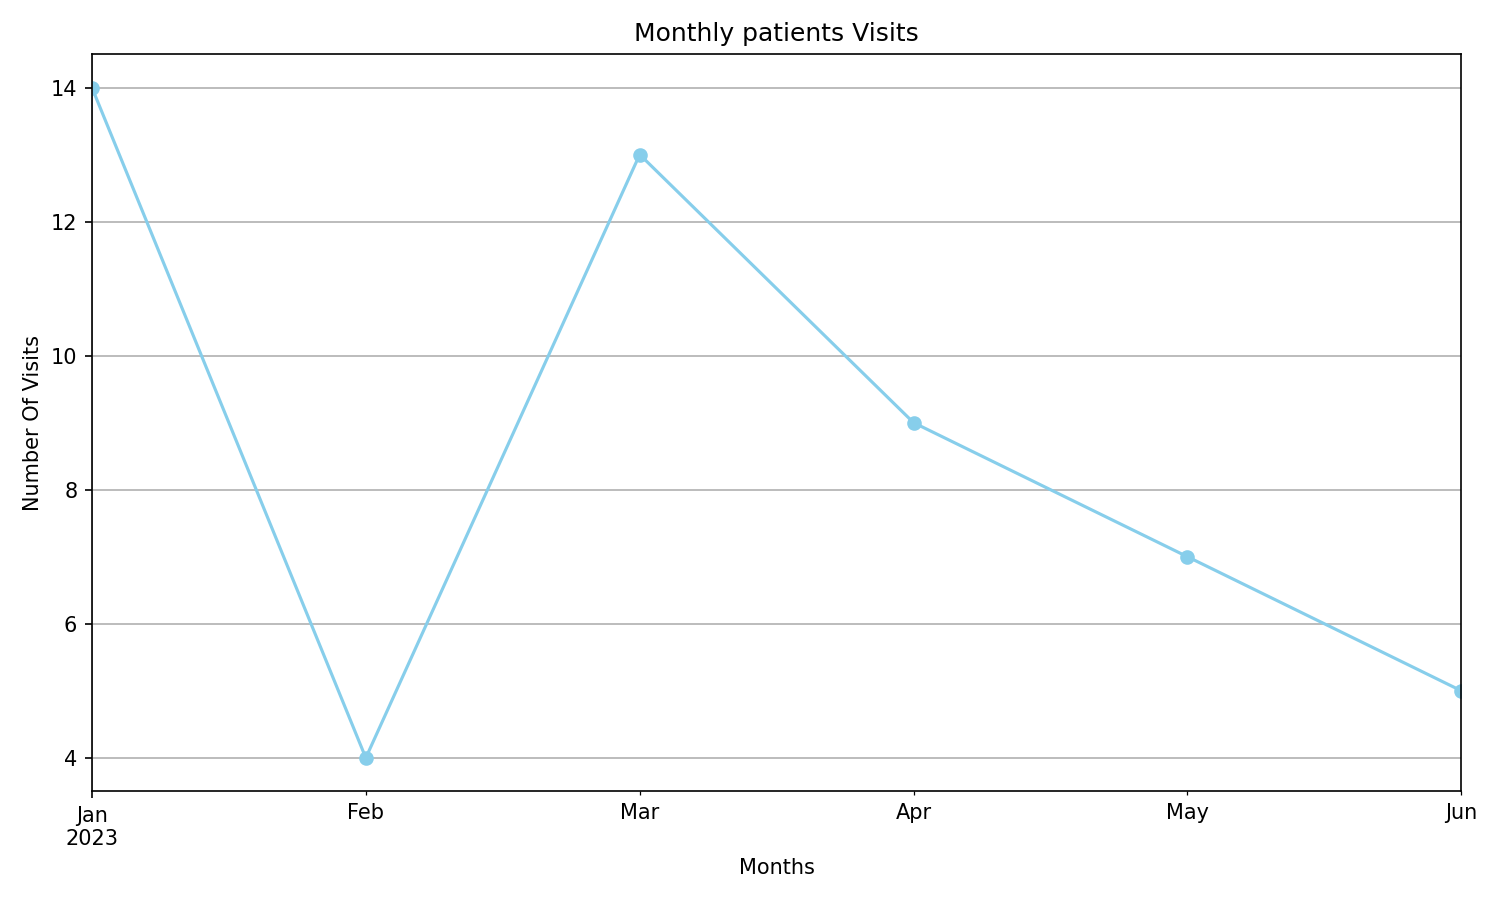 Monthly patients Visits
Number Of Visits
14
12
10
8
6
4
Jan
2023
Feb
Mar
Apr
May
Jun
Months